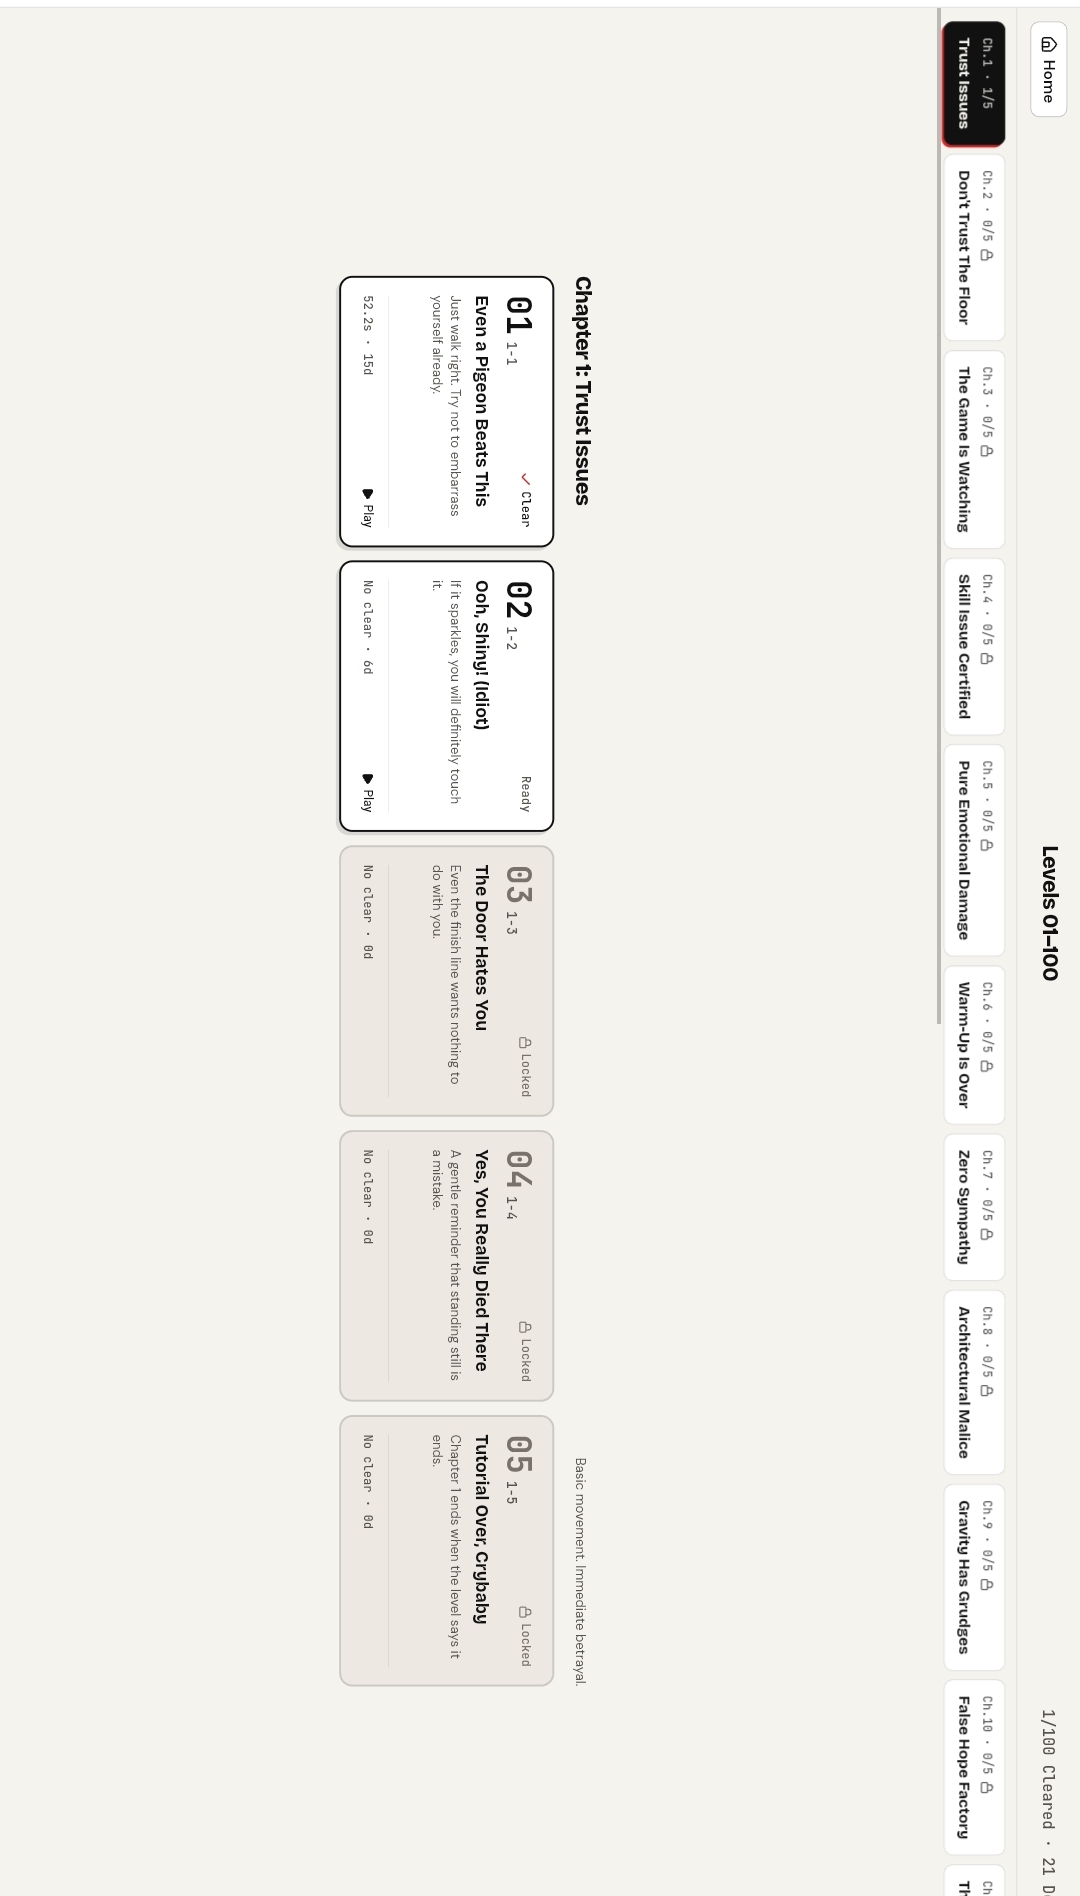 Home
Levels 01–100
1/100 Cleared · 21
Ch.1 · 1/5
Trust Issues
Ch.2 · 0/5
Don't Trust The Floor
Ch.3 · 0/5
The Game Is Watching
Ch.4 · 0/5
Skill Issue Certified
Ch.5 · 0/5
Pure Emotional Damage
Ch.6 · 0/5
Warm-Up Is Over
Ch.7 · 0/5
Zero Sympathy
Ch.8 · 0/5
Architectural Malice
Ch.9 · 0/5
Gravity Has Grudges
Ch.10 · 0/5
False Hope Factory
Ch
Th
Chapter 1: Trust Issues
Basic movement. Immediate betrayal.
01 1-1
Clear
Even a Pigeon Beats This
Just walk right. Try not to embarrass
yourself already.
52.2s · 15d
Play
02 1-2
Ready
Ooh, Shiny! (Idiot)
If it sparkles, you will definitely touch
it.
No clear · 6d
Play
03 1-3
Locked
The Door Hates You
Even the finish line wants nothing to
do with you.
No clear · 0d
04 1-4
Locked
Yes, You Really Died There
A gentle reminder that standing still is
a mistake.
No clear · 0d
05 1-5
Locked
Tutorial Over, Crybaby
Chapter 1 ends when the level says it
ends.
No clear · 0d